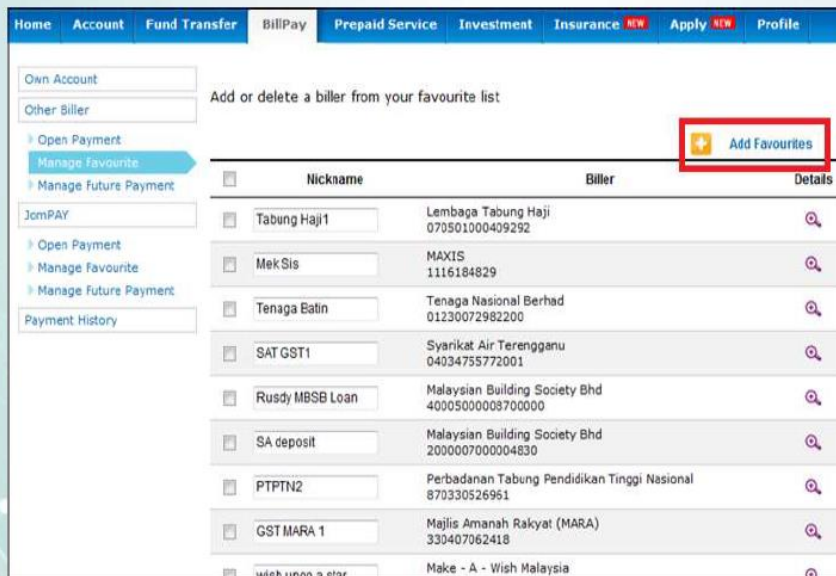 Home Account Fund Transfer BillPay Prepaid Service Investment Insurance NEW Apply NEW Profile
Own Account
Other Biller
Open Payment
Manage Favourite
Manage Future Payment
JomPAY
Open Payment
Manage Favourite
Manage Future Payment
Payment History
Add or delete a biller from your favourite list
Add Favourites
Nickname Biller Details
Tabung Haji1
Lembaga Tabung Haji
070501000409292
Mek Sis
MAXIS
1116184829
Tenaga Batin
Tenaga Nasional Berhad
01230072982200
SAT GST1
Syarikat Air Terengganu
04034755772001
Rusdy MBSB Loan
Malaysian Building Society Bhd
40005000008700000
SA deposit
Malaysian Building Society Bhd
2000007000004830
PTPTN2
Perbadanan Tabung Pendidikan Tinggi Nasional
870330526961
GST MARA 1
Majlis Amanah Rakyat (MARA)
330407062418
wish upon a star
Make - A - Wish Malaysia